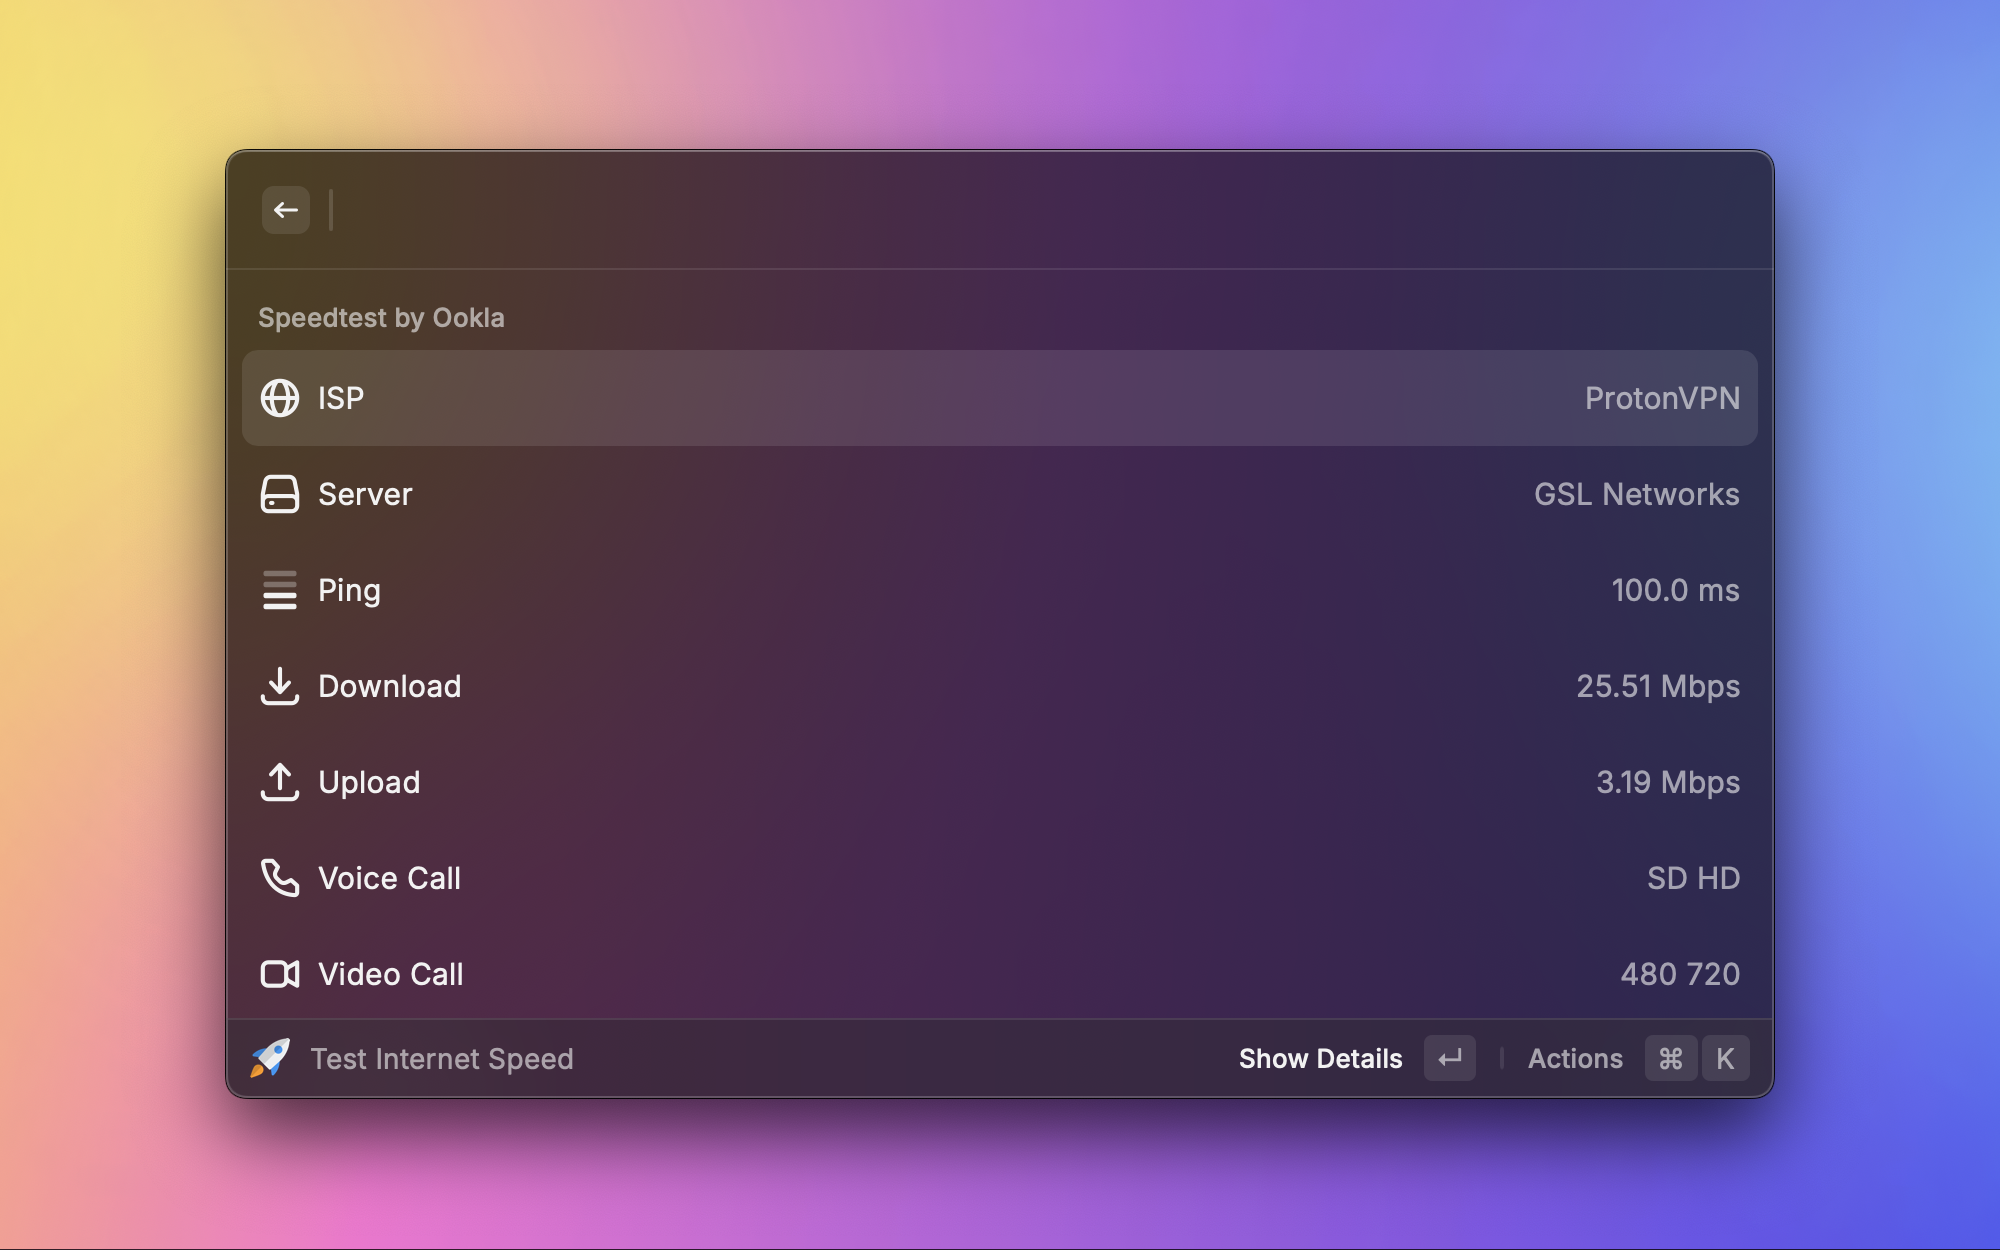 Speedtest by Ookla
ISP ProtonVPN
Server GSL Networks
Ping 100.0 ms
Download 25.51 Mbps
Upload 3.19 Mbps
Voice Call SD HD
Video Call 480 720
Test Internet Speed Show Details Actions ⌘ K